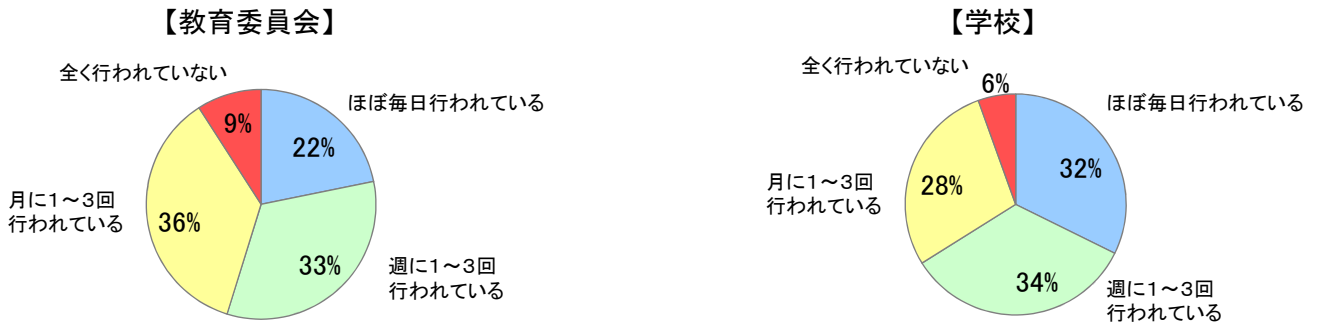 【教育委員会】
全く行われていない
9%
ほぼ毎日行われている
22%
月に1～3回
行われている
36%
33%
週に1～3回
行われている
【学校】
全く行われていない
6%
ほぼ毎日行われている
32%
月に1～3回
行われている
28%
34%
週に1～3回
行われている